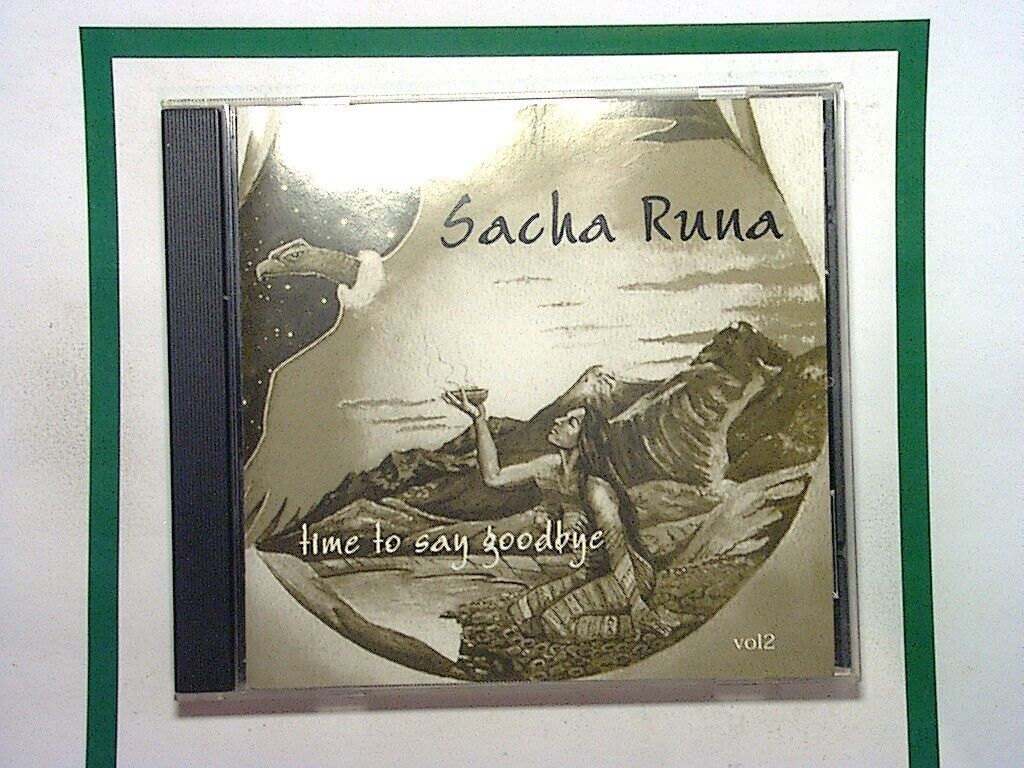 Sacha Runa
time to say goodbye
vol2